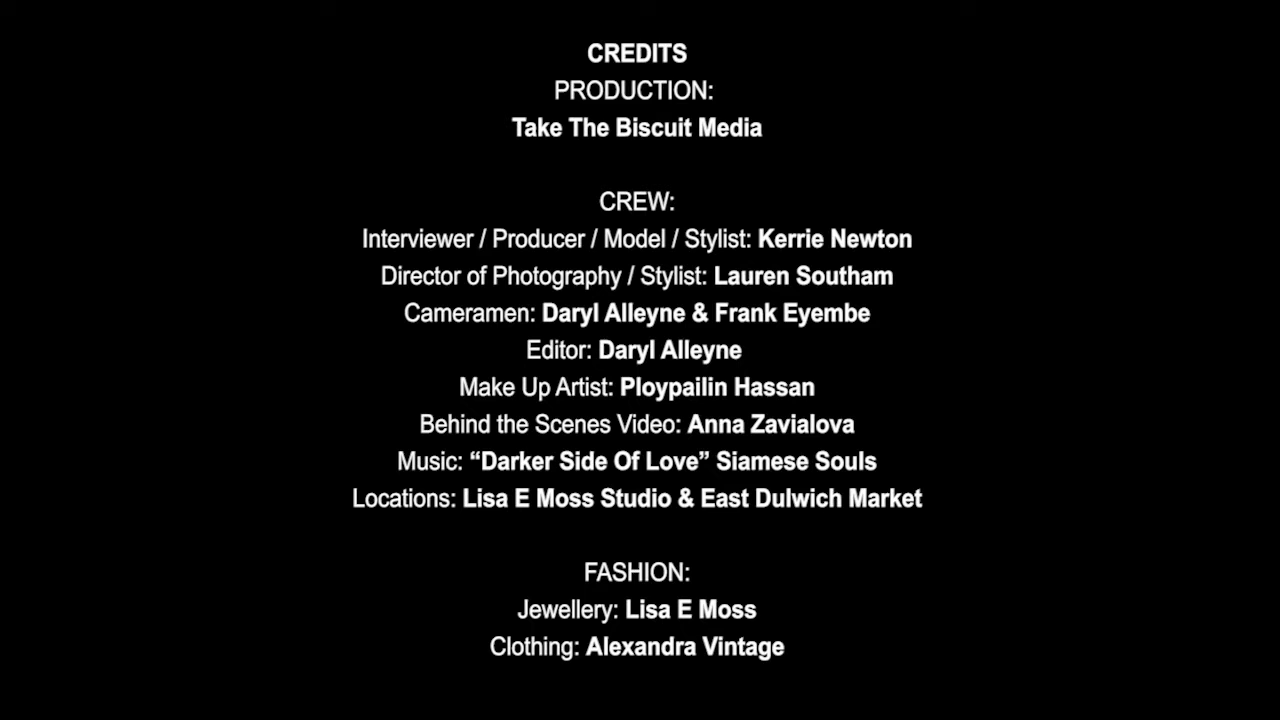 CREDITS
PRODUCTION:
Take The Biscuit Media
CREW:
Interviewer / Producer / Model / Stylist: Kerrie Newton
Director of Photography / Stylist: Lauren Southam
Cameramen: Daryl Alleyne & Frank Eyembe
Editor: Daryl Alleyne
Make Up Artist: Ploypailin Hassan
Behind the Scenes Video: Anna Zavialova
Music: “Darker Side Of Love” Siamese Souls
Locations: Lisa E Moss Studio & East Dulwich Market
FASHION:
Jewellery: Lisa E Moss
Clothing: Alexandra Vintage